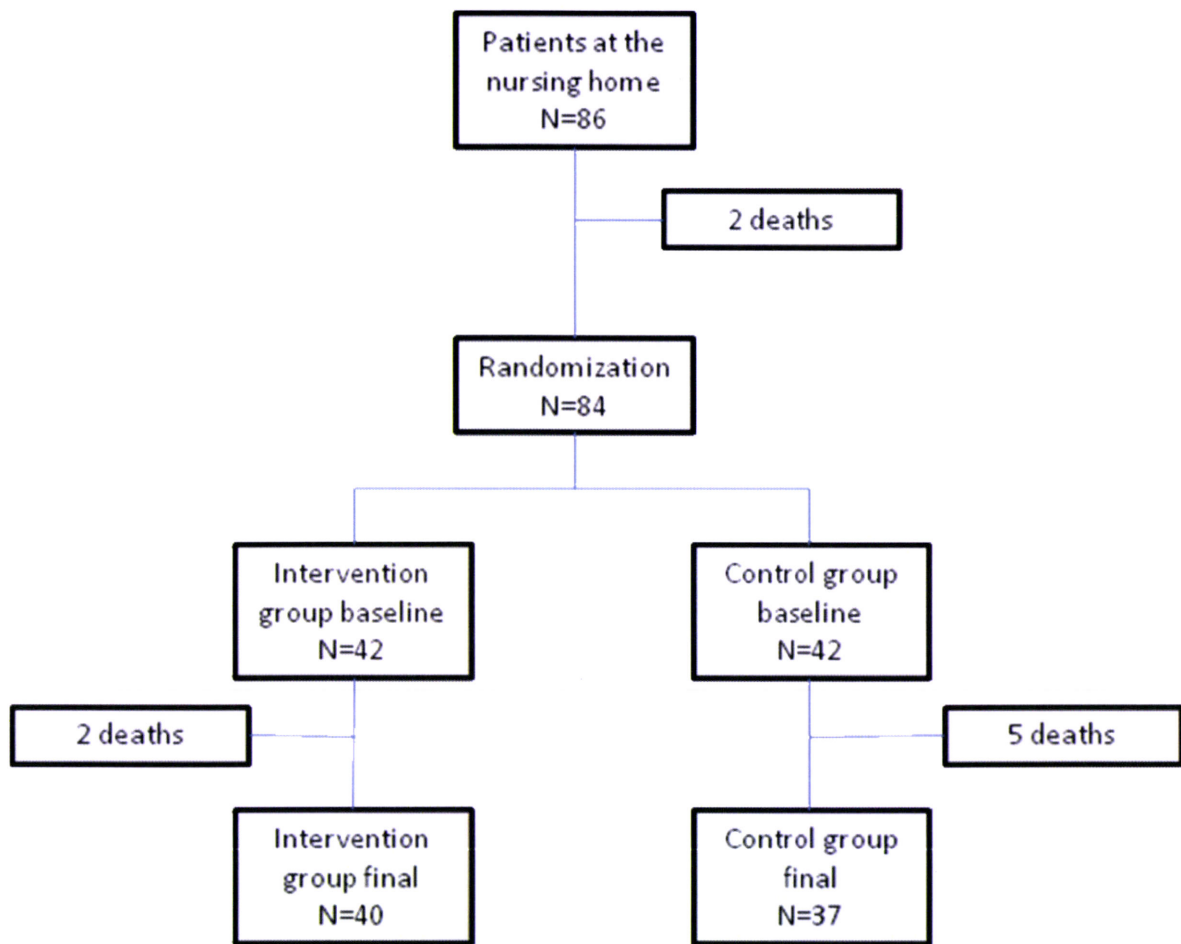 Patients at the
nursing home
N=86
2 deaths
Randomization
N=84
Intervention
group baseline
N=42
Control group
baseline
N=42
2 deaths
5 deaths
Intervention
group final
N=40
Control group
final
N=37